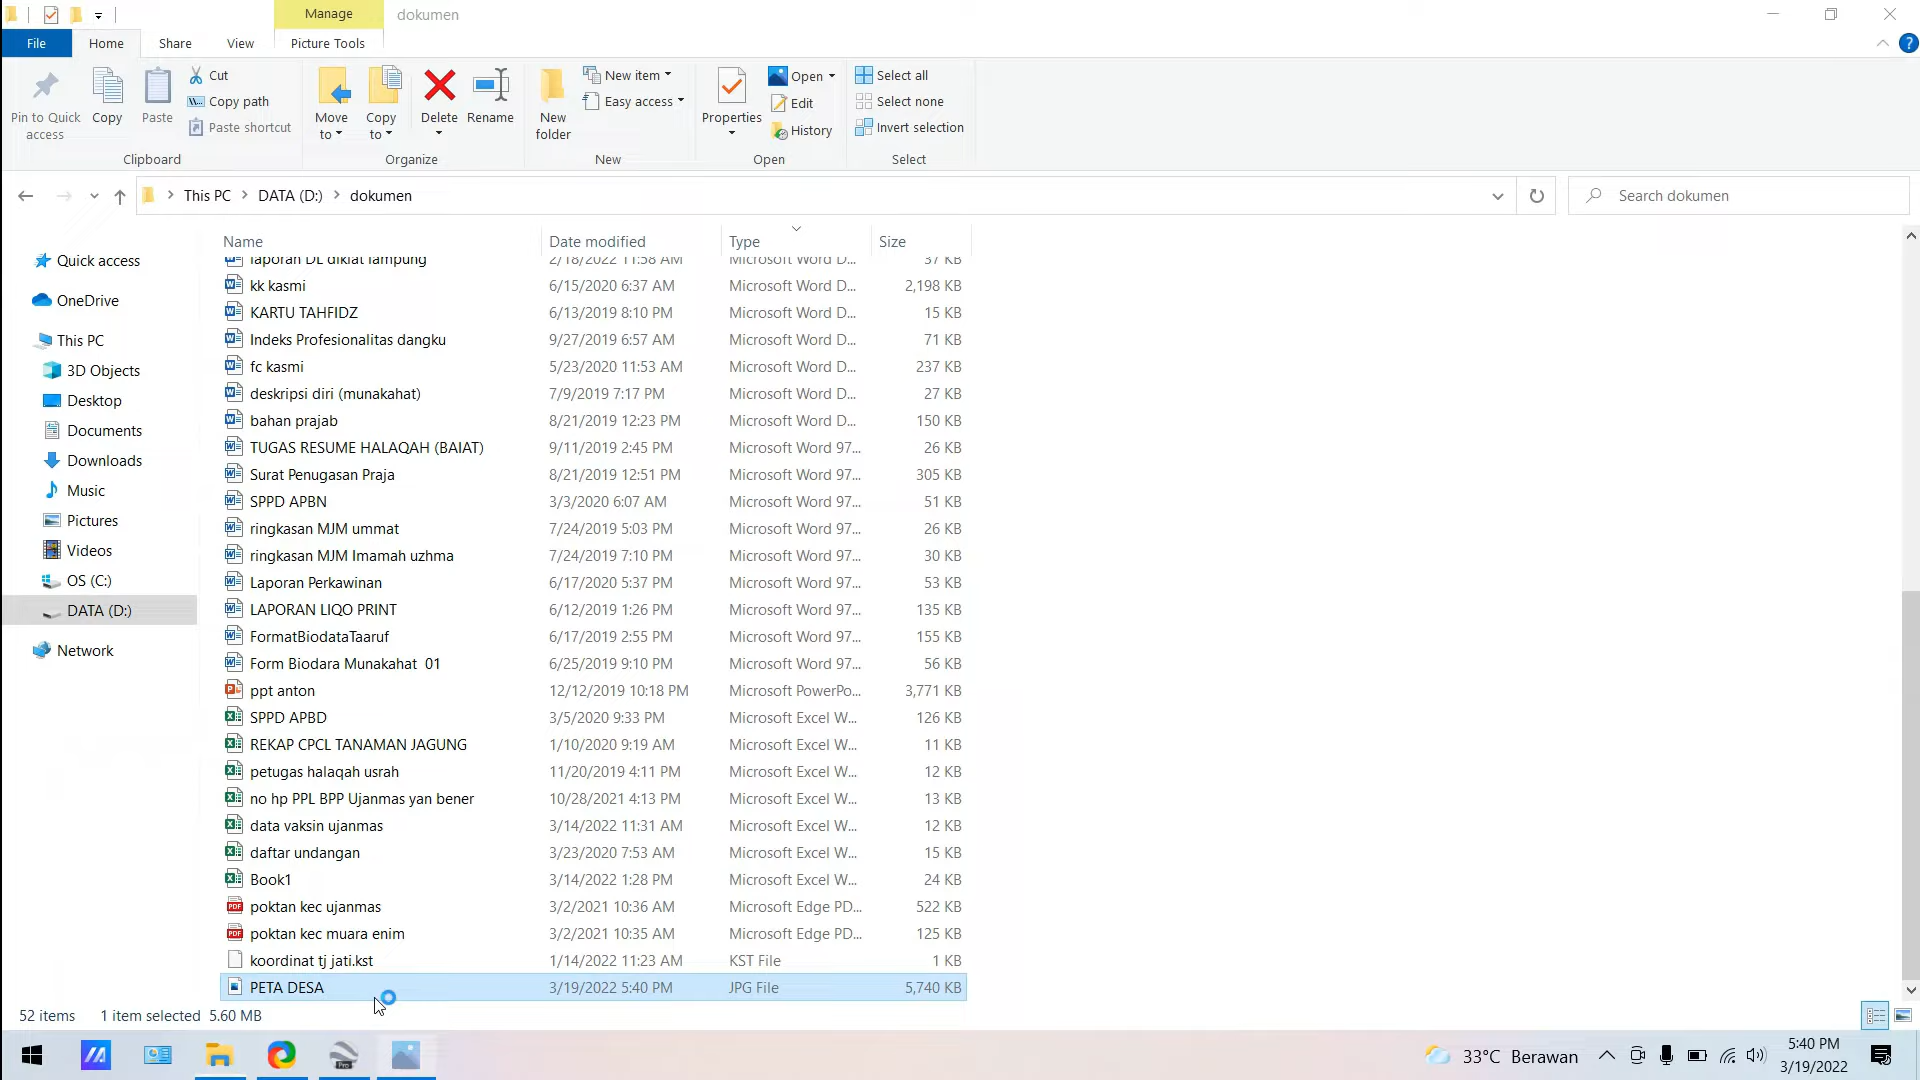 Manage dokumen
File Home Share View Picture Tools
Pin to Quick access Copy Paste Cut Copy path Paste shortcut Move to Copy to Delete Rename New folder New item Easy access Properties Open Edit History Select all Select none Invert selection
Clipboard Organize New Open Select
This PC DATA (D:) dokumen Search dokumen
Name Date modified Type Size
laporan DL diklat lampung 2/18/2022 11:58 AM Microsoft Word D... 37 KB
kk kasmi 6/15/2020 6:37 AM Microsoft Word D... 2,198 KB
KARTU TAHFIDZ 6/13/2019 8:10 PM Microsoft Word D... 15 KB
Indeks Profesionalitas dangku 9/27/2019 6:57 AM Microsoft Word D... 71 KB
fc kasmi 5/23/2020 11:53 AM Microsoft Word D... 237 KB
deskripsi diri (munakahat) 7/9/2019 7:17 PM Microsoft Word D... 27 KB
bahan prajab 8/21/2019 12:23 PM Microsoft Word D... 150 KB
TUGAS RESUME HALAQAH (BAIAT) 9/11/2019 2:45 PM Microsoft Word 97... 26 KB
Surat Penugasan Praja 8/21/2019 12:51 PM Microsoft Word 97... 305 KB
SPPD APBN 3/3/2020 6:07 AM Microsoft Word 97... 51 KB
ringkasan MJM ummat 7/24/2019 5:03 PM Microsoft Word 97... 26 KB
ringkasan MJM Imamah uzhma 7/24/2019 7:10 PM Microsoft Word 97... 30 KB
Laporan Perkawinan 6/17/2020 5:37 PM Microsoft Word 97... 53 KB
LAPORAN LIQO PRINT 6/12/2019 1:26 PM Microsoft Word 97... 135 KB
FormatBiodataTaaruf 6/17/2019 2:55 PM Microsoft Word 97... 155 KB
Form Biodara Munakahat 01 6/25/2019 9:10 PM Microsoft Word 97... 56 KB
ppt anton 12/12/2019 10:18 PM Microsoft PowerPo... 3,771 KB
SPPD APBD 3/5/2020 9:33 PM Microsoft Excel W... 126 KB
REKAP CPCL TANAMAN JAGUNG 1/10/2020 9:19 AM Microsoft Excel W... 11 KB
petugas halaqah usrah 11/20/2019 4:11 PM Microsoft Excel W... 12 KB
no hp PPL BPP Ujanmas yan bener 10/28/2021 4:13 PM Microsoft Excel W... 13 KB
data vaksin ujanmas 3/14/2022 11:31 AM Microsoft Excel W... 12 KB
daftar undangan 3/23/2020 7:53 AM Microsoft Excel W... 15 KB
Book1 3/14/2022 1:28 PM Microsoft Excel W... 24 KB
poktan kec ujanmas 3/2/2021 10:36 AM Microsoft Edge PD... 522 KB
poktan kec muara enim 3/2/2021 10:35 AM Microsoft Edge PD... 125 KB
koordinat tj jati.kst 1/14/2022 11:23 AM KST File 1 KB
PETA DESA 3/19/2022 5:40 PM JPG File 5,740 KB
Quick access
OneDrive
This PC
3D Objects
Desktop
Documents
Downloads
Music
Pictures
Videos
OS (C:)
DATA (D:)
Network
52 items 1 item selected 5.60 MB
33°C Berawan
5:40 PM
3/19/2022